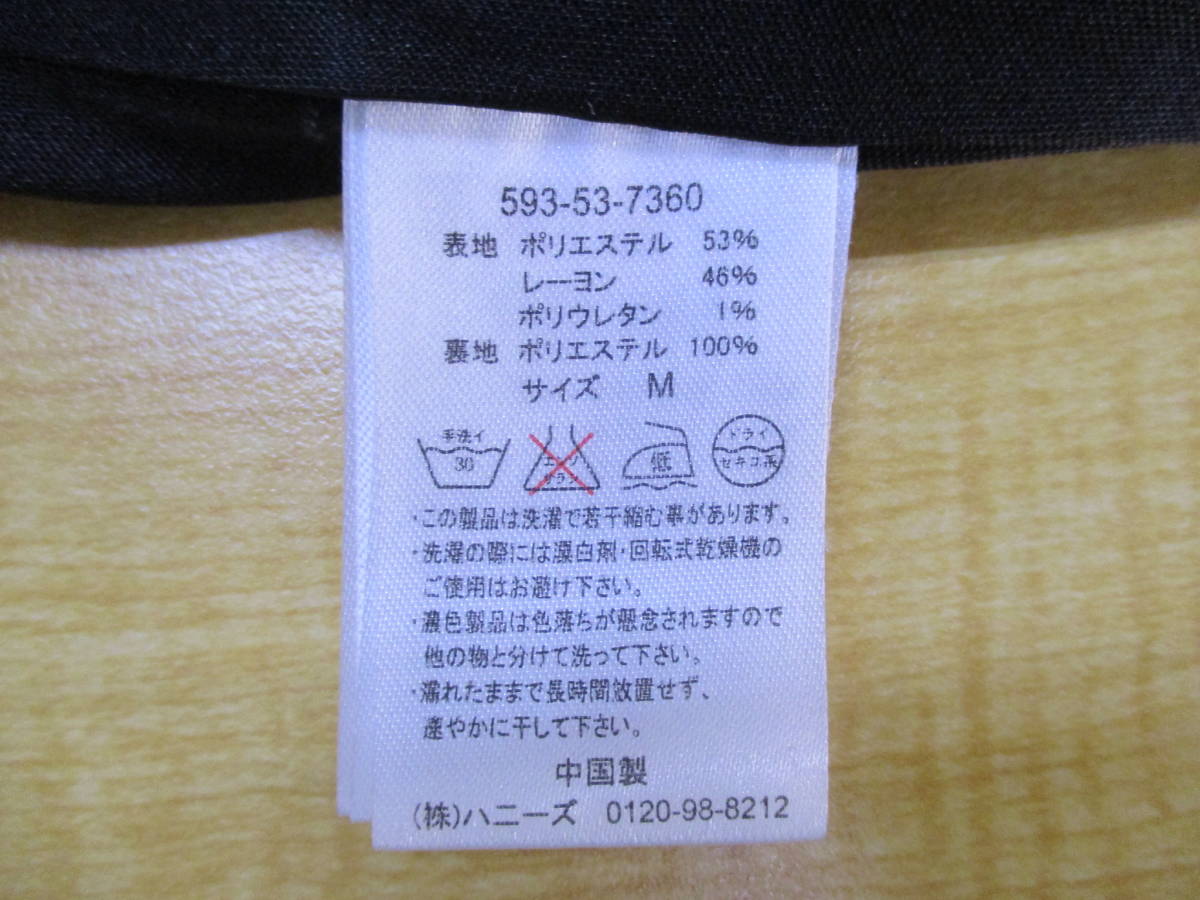 593-53-7360
表地 ポリエステル 53%
レーヨン 46%
ポリウレタン 1%
裏地 ポリエステル 100%
サイズ M
手洗イ
30
エンソ
サラシ
低
ドライ
セキユ系
・この製品は洗濯で若干縮む事があります。
・洗濯の際には漂白剤・回転式乾燥機の
ご使用はお避け下さい。
・濃色製品は色落ちが懸念されますので
他の物と分けて洗って下さい。
・濡れたままで長時間放置せず、
速やかに干して下さい。
中国製
(株)ハニーズ 0120-98-8212